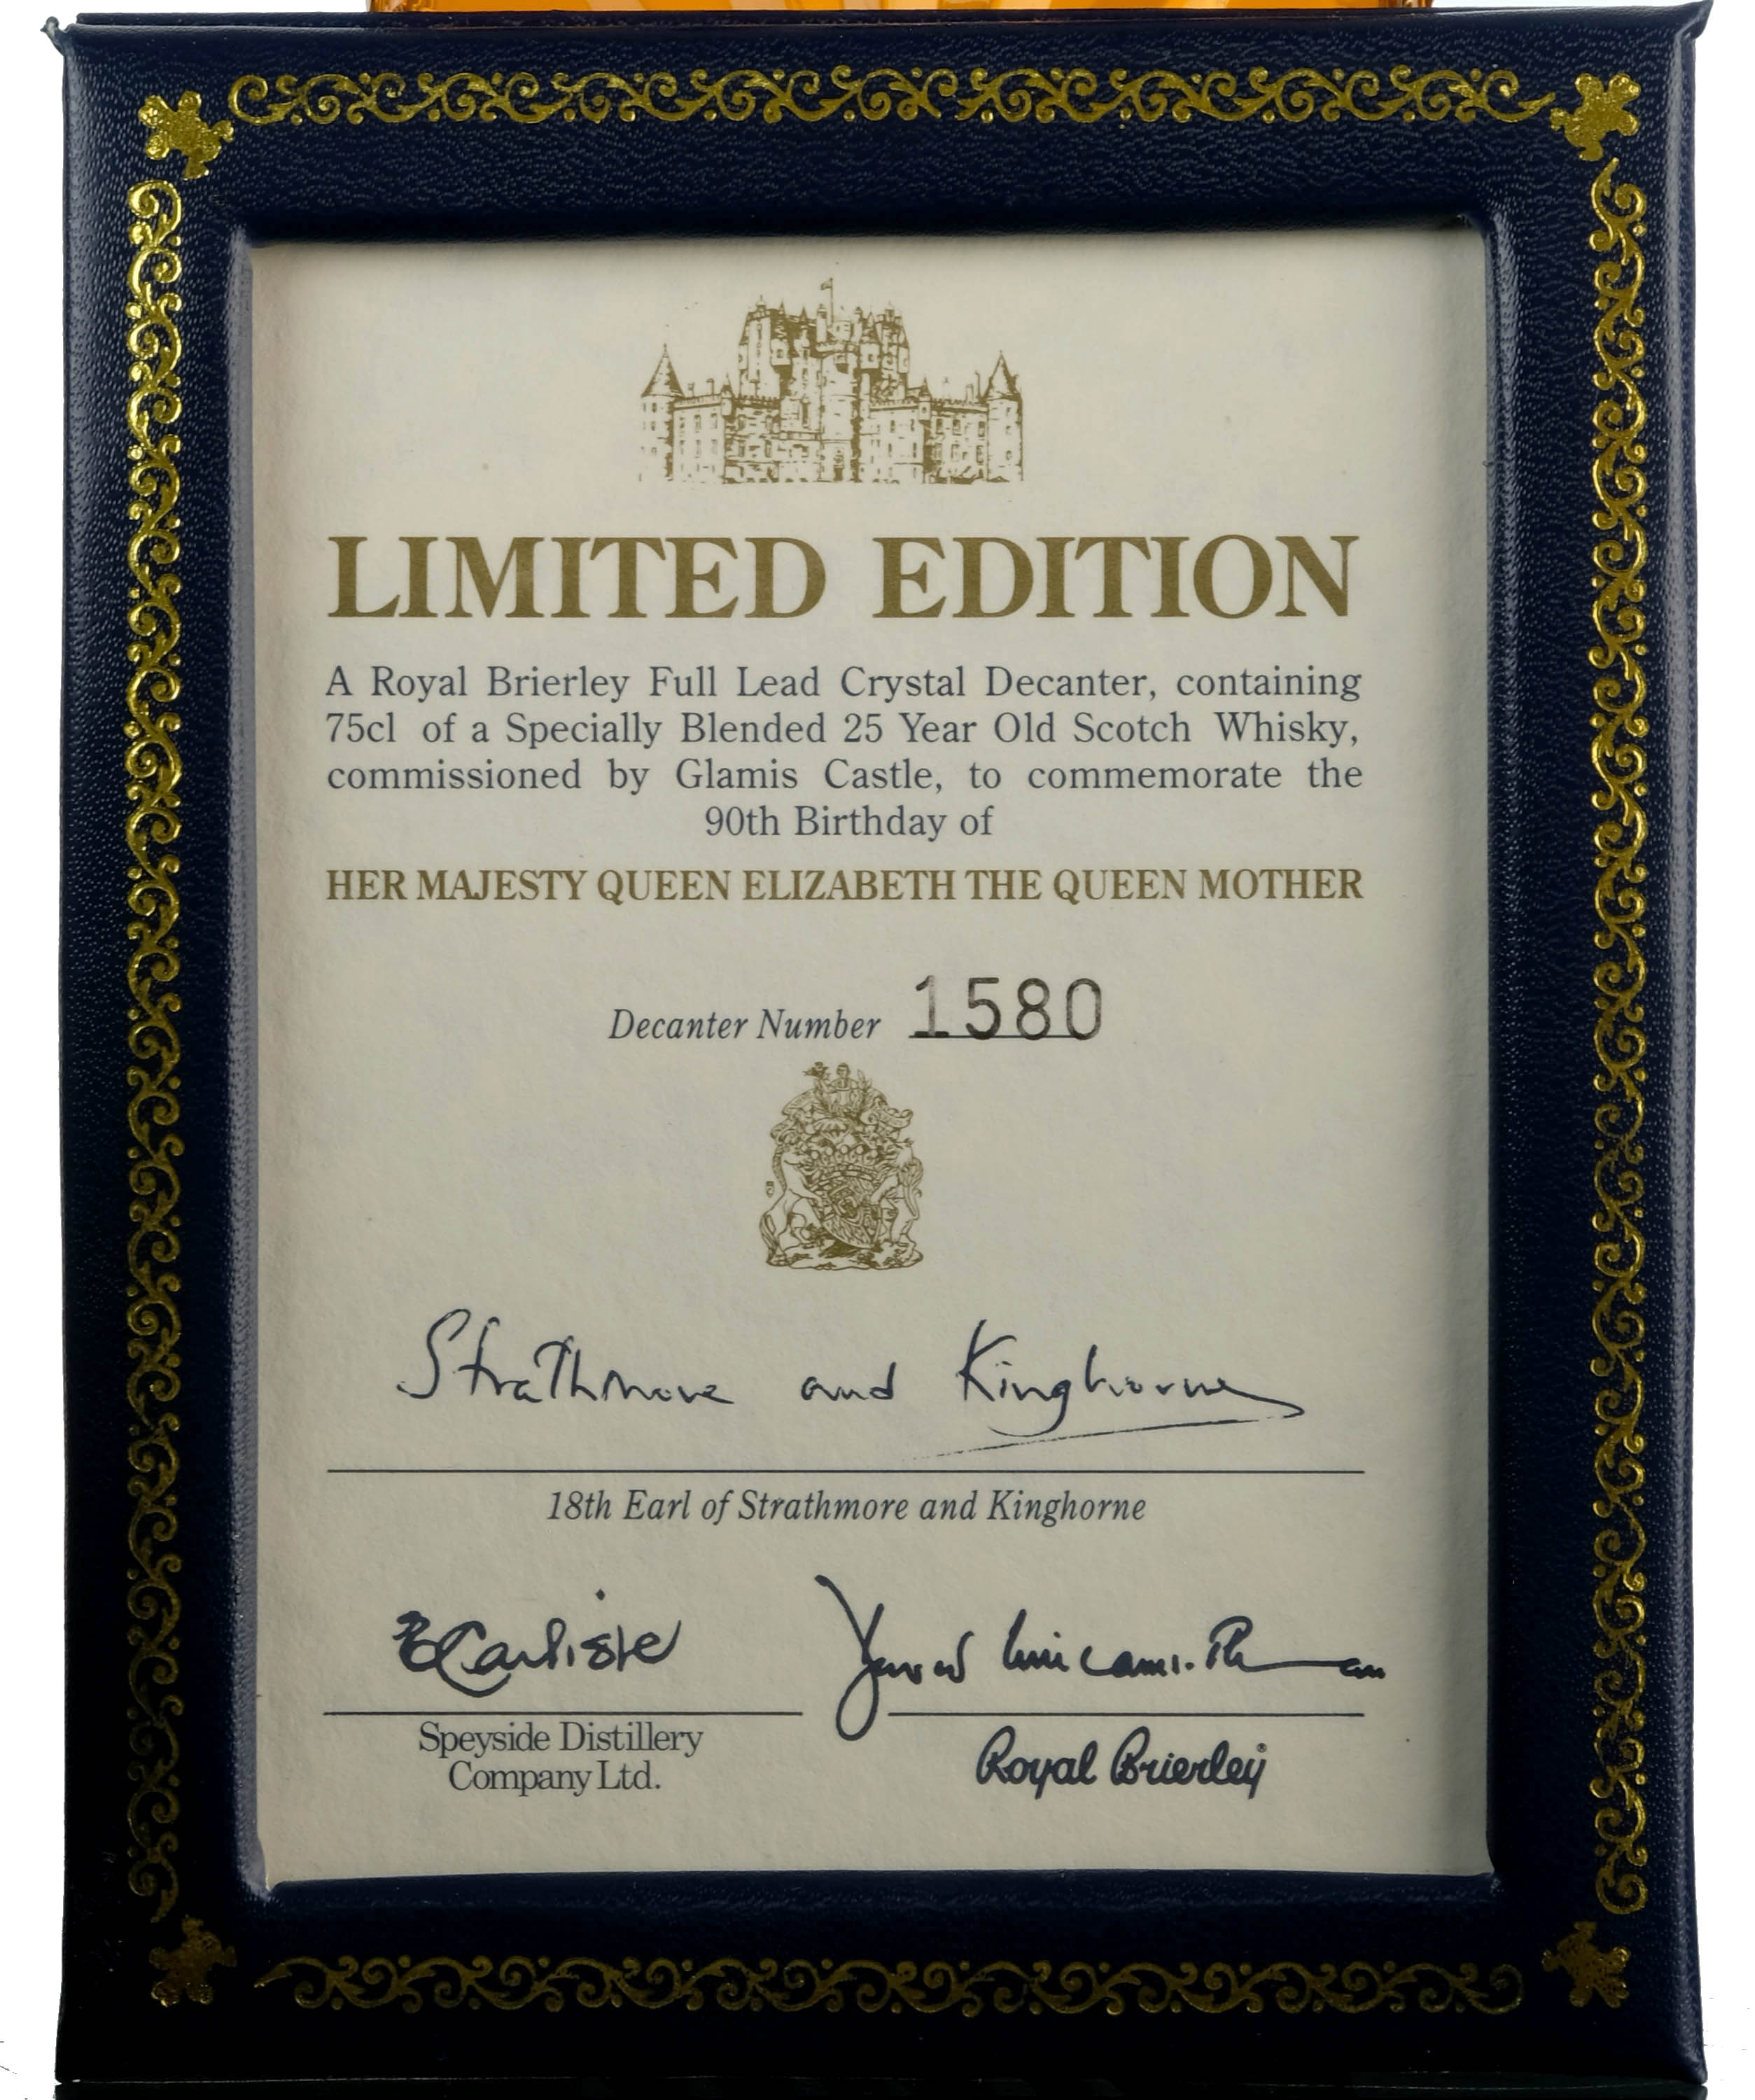 LIMITED EDITION
A Royal Brierley Full Lead Crystal Decanter, containing
75cl of a Specially Blended 25 Year Old Scotch Whisky,
commissioned by Glamis Castle, to commemorate the
90th Birthday of
HER MAJESTY QUEEN ELIZABETH THE QUEEN MOTHER
Decanter Number 1580
Strathmore and Kinghorne
18th Earl of Strathmore and Kinghorne
Carlisle
Speyside Distillery
Company Ltd.
Royal Brierley